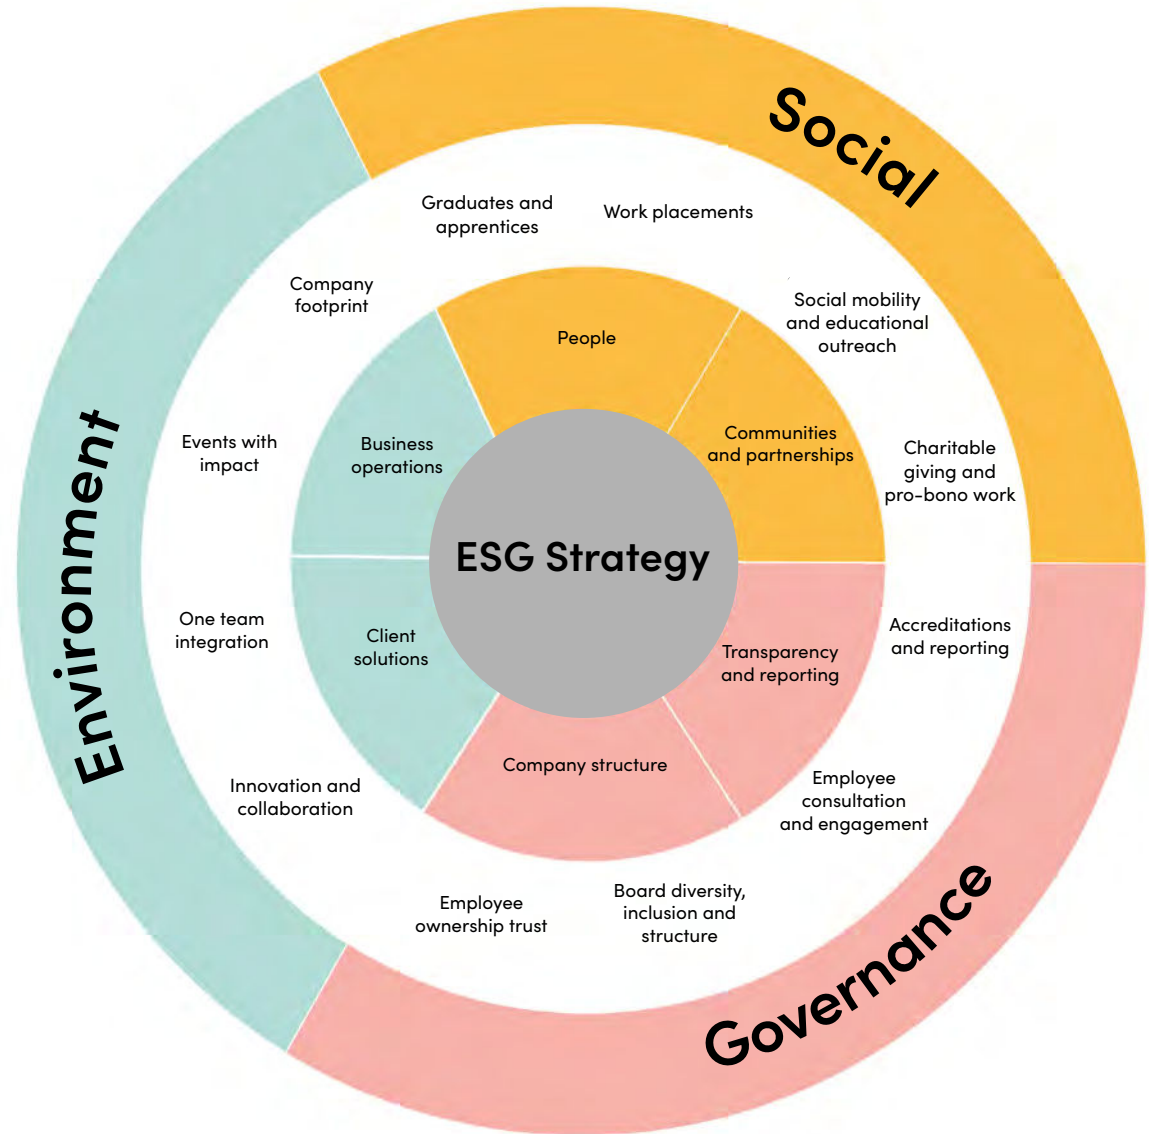 Social
Graduates and
apprentices
Work placements
Company
footprint
Social mobility
and educational
outreach
People
Events with
impact
Business
operations
Communities
and partnerships
Charitable
giving and
pro-bono work
Environment
ESG Strategy
One team
integration
Client
solutions
Transparency
and reporting
Accreditations
and reporting
Innovation and
collaboration
Company structure
Employee
consultation
and engagement
Employee
ownership trust
Board diversity,
inclusion and
structure
Governance